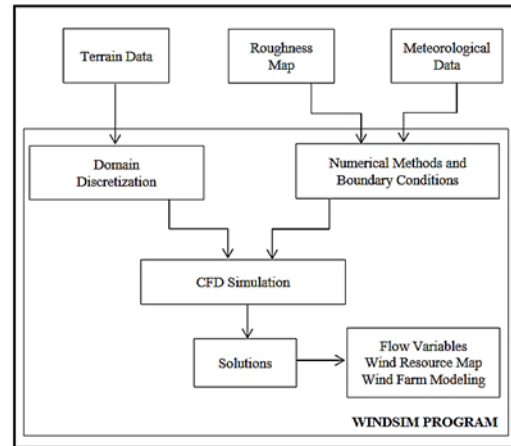 Terrain Data
Roughness
Map
Meteorological
Data
Domain
Discretization
Numerical Methods and
Boundary Conditions
CFD Simulation
Solutions
Flow Variables
Wind Resource Map
Wind Farm Modeling
WINDSIM PROGRAM